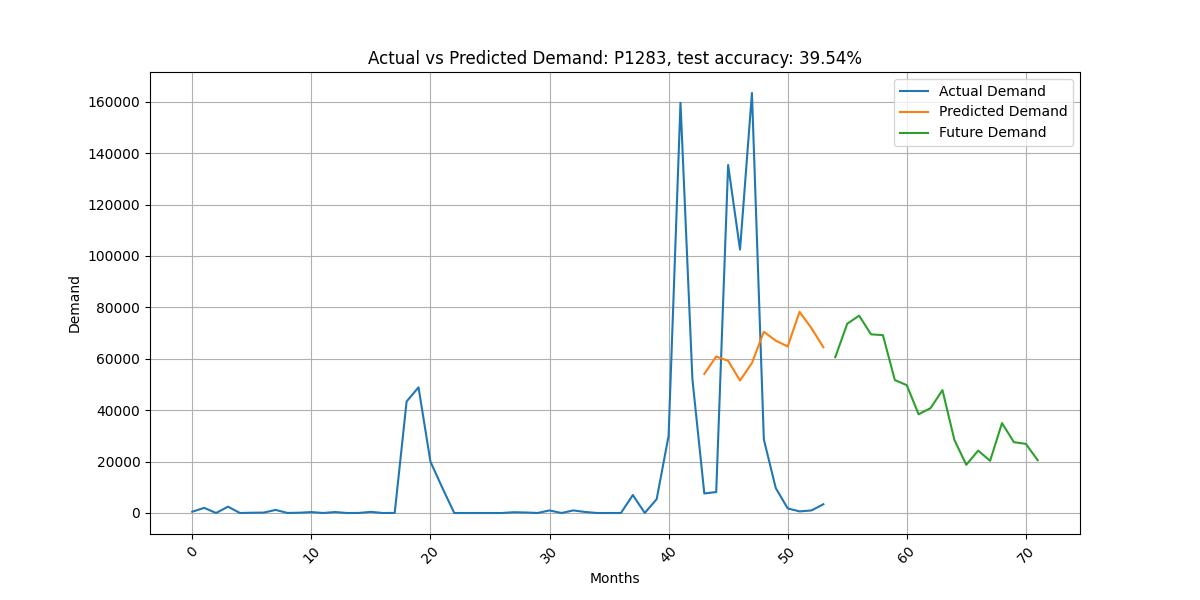 Actual vs Predicted Demand: P1283, test accuracy: 39.54%
Actual Demand
Predicted Demand
Future Demand
160000
140000
120000
100000
80000
60000
40000
20000
0
Demand
0 10 20 30 40 50 60 70
Months